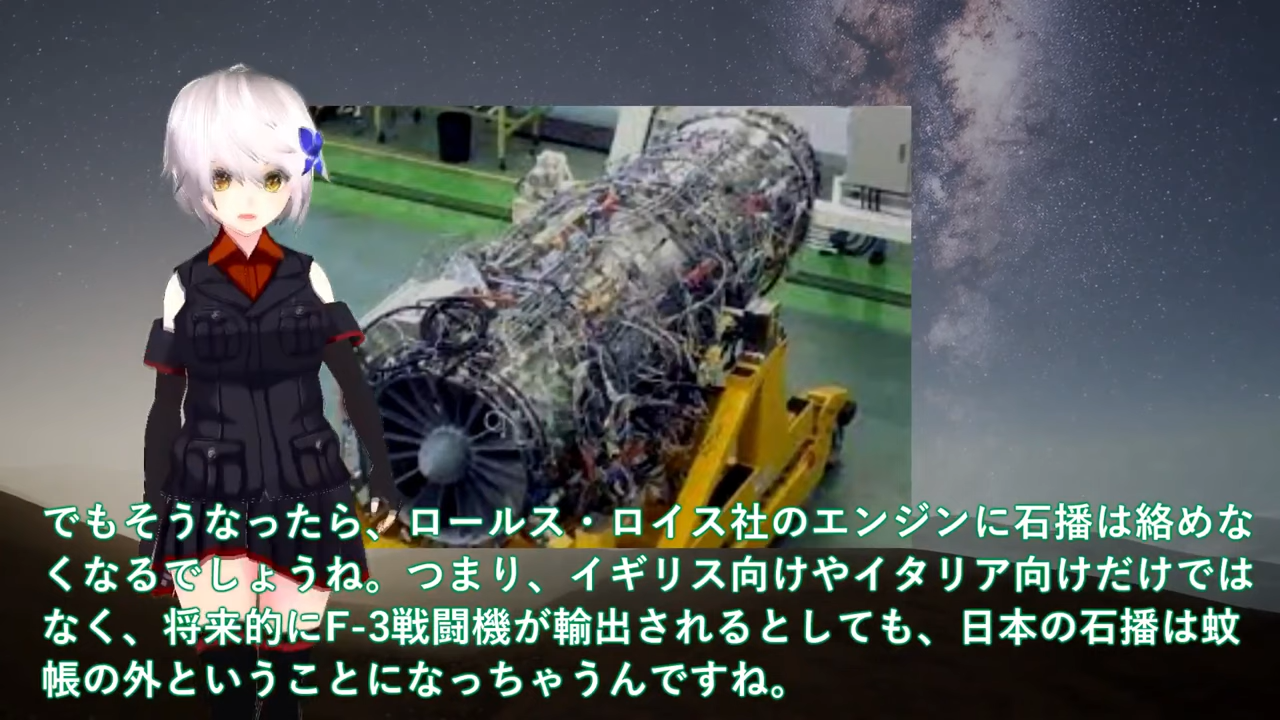 でもそうなったら、ロールス・ロイス社のエンジンに石播は絡めな
くなるでしょうね。つまり、イギリス向けやイタリア向けだけでは
なく、将来的にF-3戦闘機が輸出されるとしても、日本の石播は蚊
帳の外ということになっちゃうんですね。